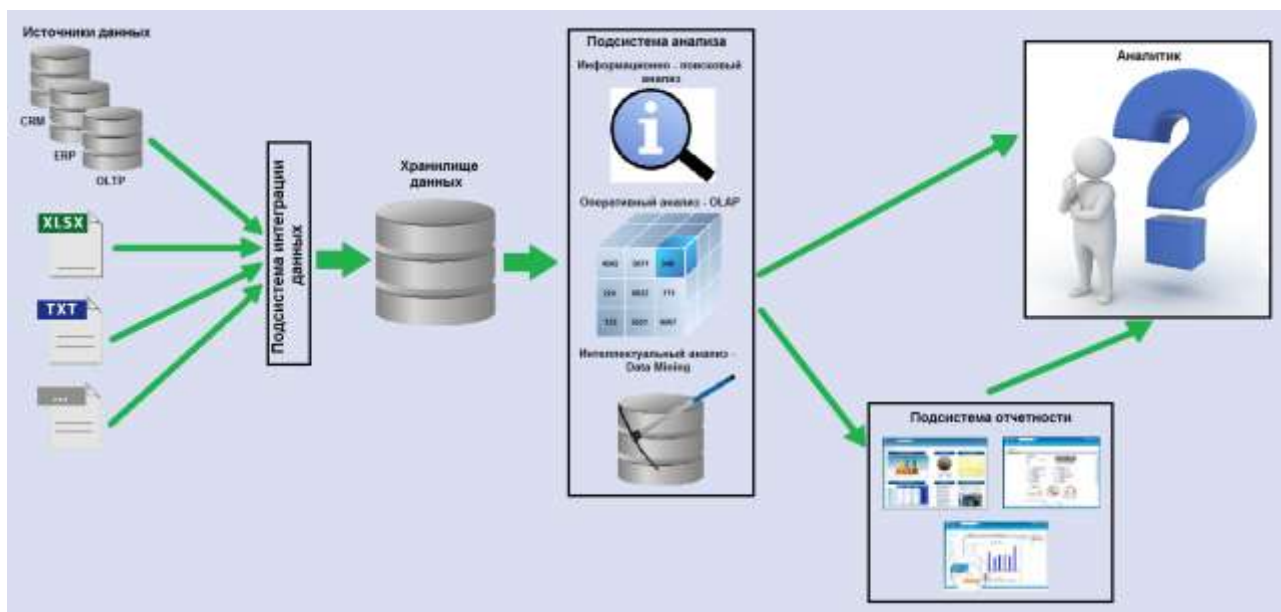 Источники данных
CRM
ERP
OLTP
XLSX
TXT
...
Подсистема интеграции
данных
Хранилище
данных
Подсистема анализа
Информационно - поисковый
анализ
Оперативный анализ - OLAP
Интеллектуальный анализ -
Data Mining
Аналитик
Подсистема отчетности